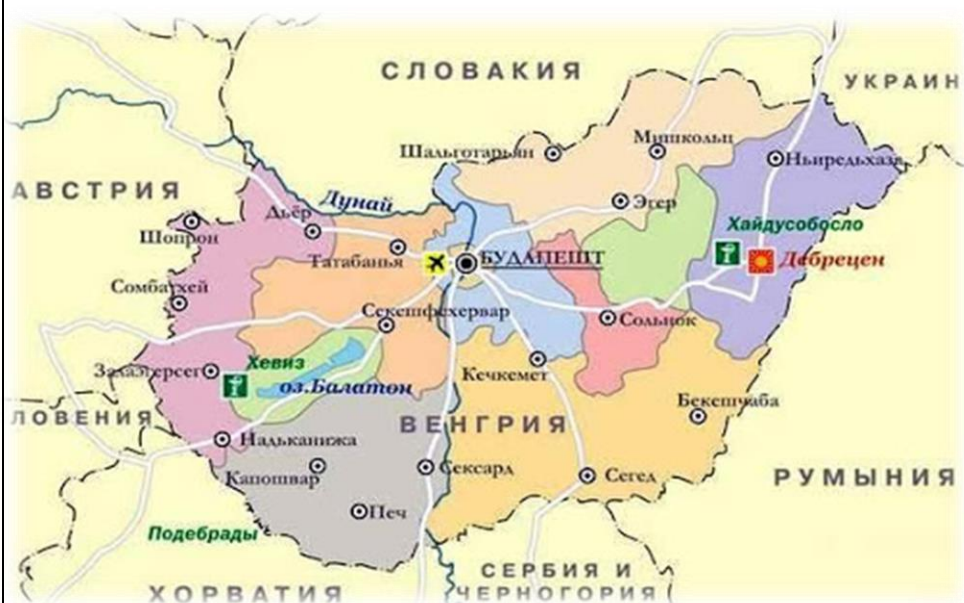 СЛОВАКИЯ
УКРАИН
Мишкольц
Шальготарьян
Ньиредьхаза
АВСТРИЯ
Дунай
Эгер
Дьёр
Хайдусобосло
Шопрон
Татабанья
БУДАПЕШТ
Дебрецен
Сомбатхей
Секешфехервар
Сольнок
Хевиз
Залаэгерсег
оз.Балатон
Кечкемет
Бекешчаба
ЛОВЕНИЯ
ВЕНГРИЯ
Надьканижа
Капошвар
Сексард
Сегед
РУМЫНИЯ
Печ
Подебрады
СЕРБИЯ И
ЧЕРНОГОРИЯ
ХОРВАТИЯ